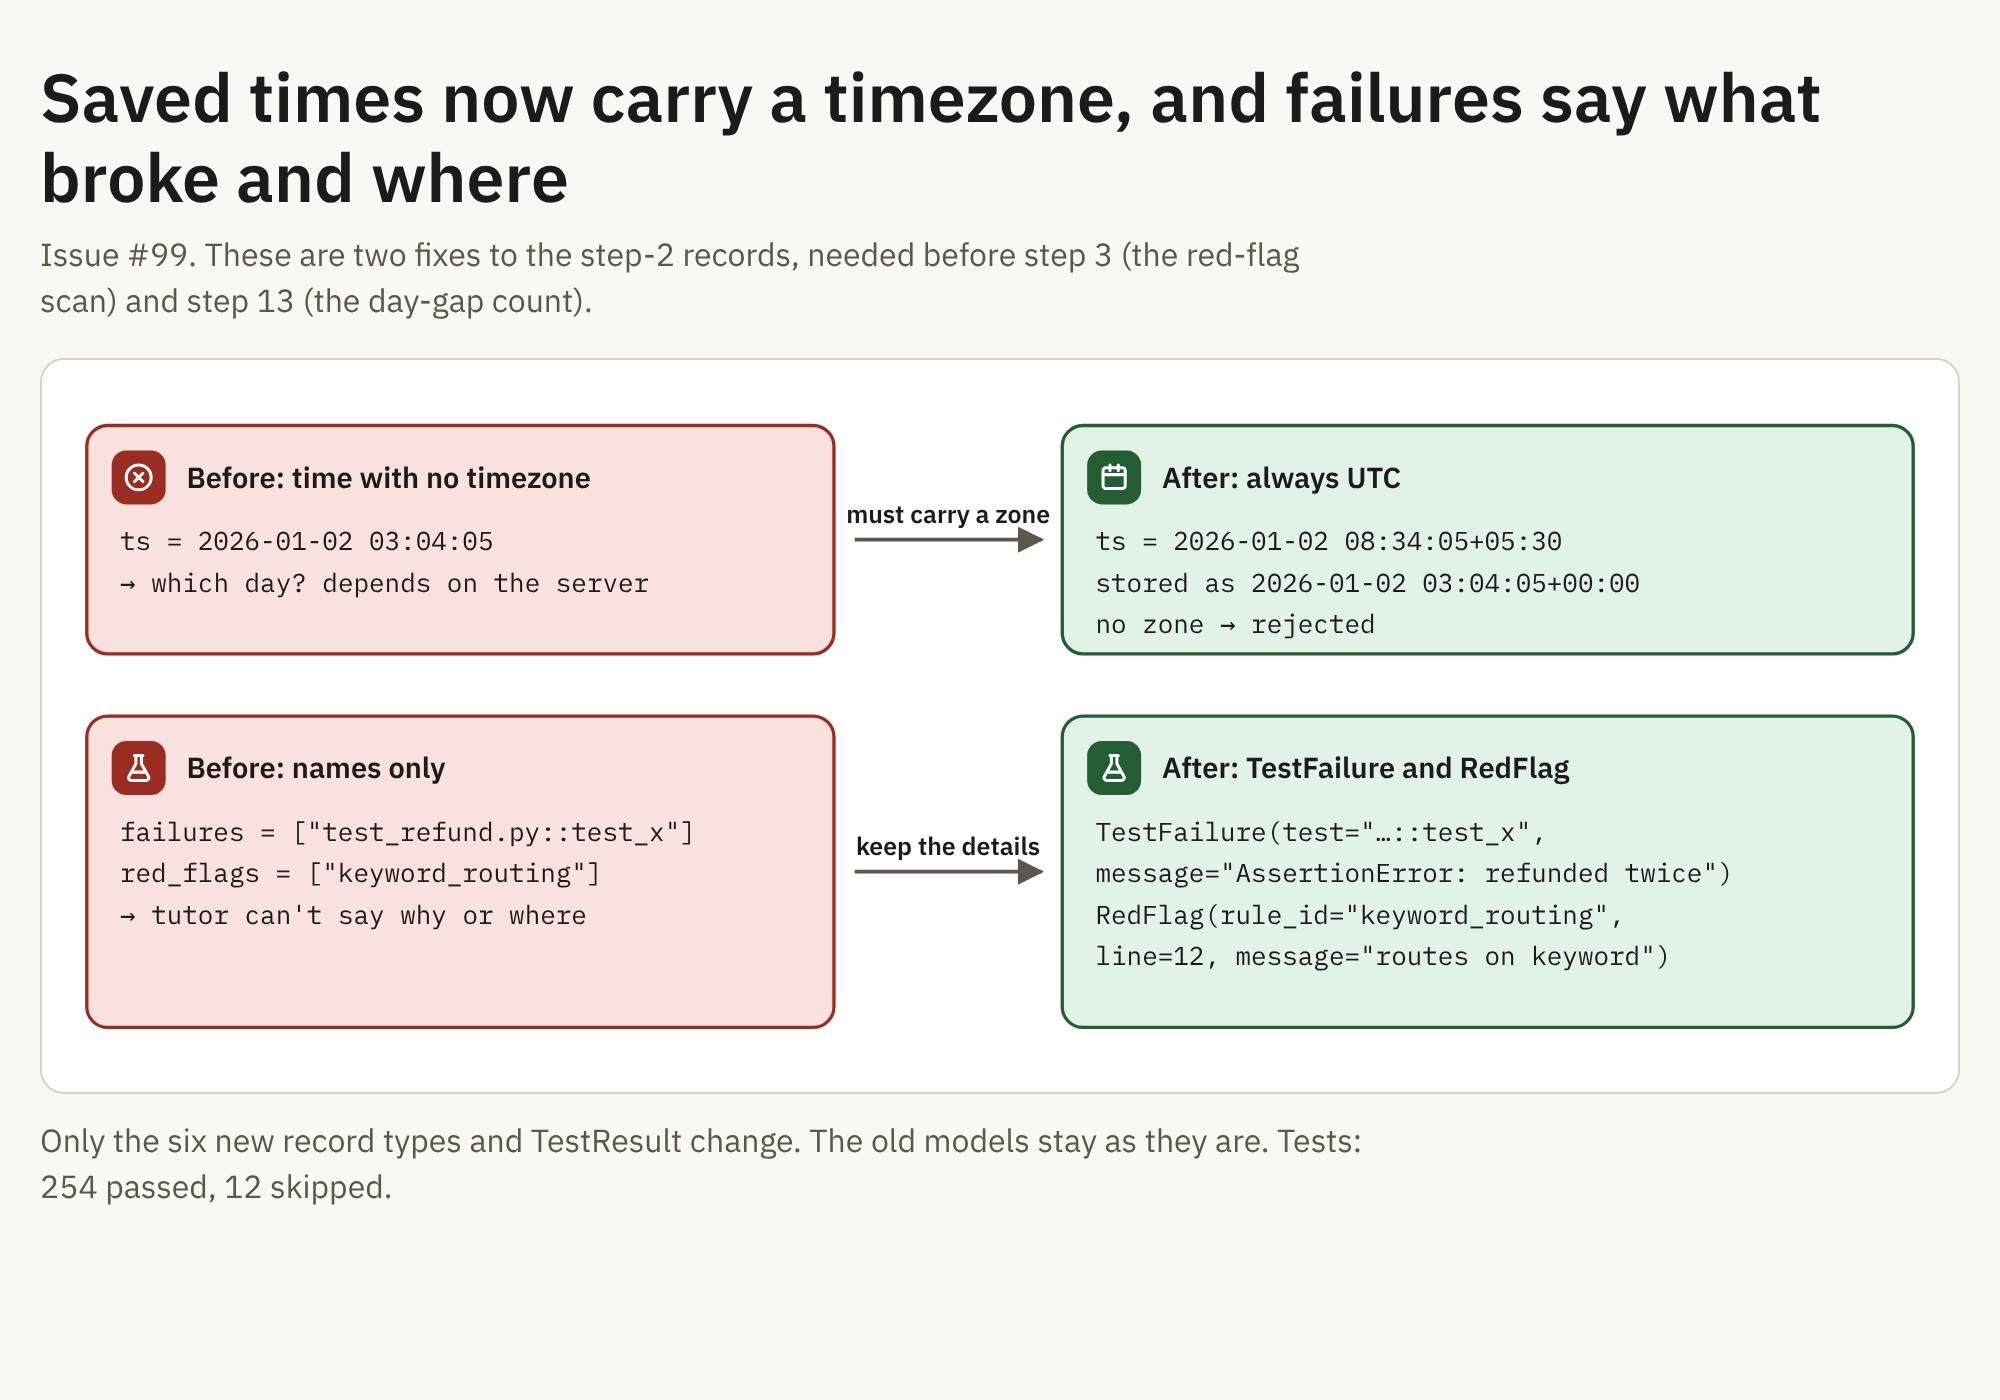 Saved times now carry a timezone, and failures say what
broke and where
Issue #99. These are two fixes to the step-2 records, needed before step 3 (the red-flag
scan) and step 13 (the day-gap count).
Before: time with no timezone
ts = 2026-01-02 03:04:05
→ which day? depends on the server
must carry a zone
After: always UTC
ts = 2026-01-02 08:34:05+05:30
stored as 2026-01-02 03:04:05+00:00
no zone → rejected
Before: names only
failures = ["test_refund.py::test_x"]
red_flags = ["keyword_routing"]
→ tutor can't say why or where
keep the details
After: TestFailure and RedFlag
TestFailure(test="…::test_x",
message="AssertionError: refunded twice")
RedFlag(rule_id="keyword_routing",
line=12, message="routes on keyword")
Only the six new record types and TestResult change. The old models stay as they are. Tests:
254 passed, 12 skipped.